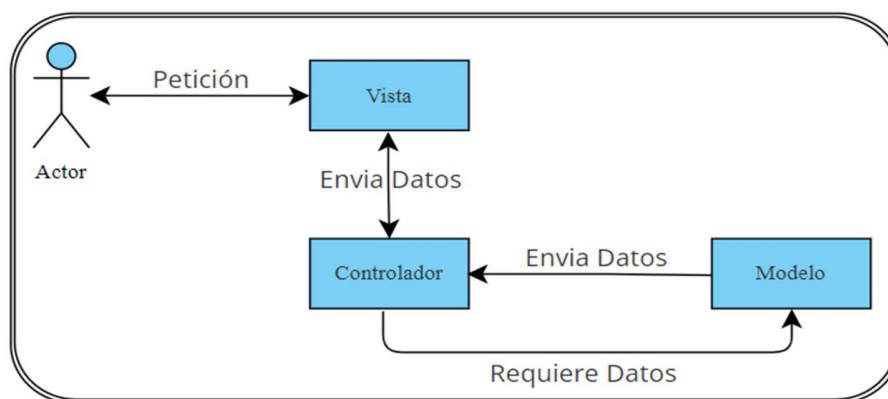 Petición
Vista
Actor
Envia Datos
Controlador
Envia Datos
Modelo
Requiere Datos